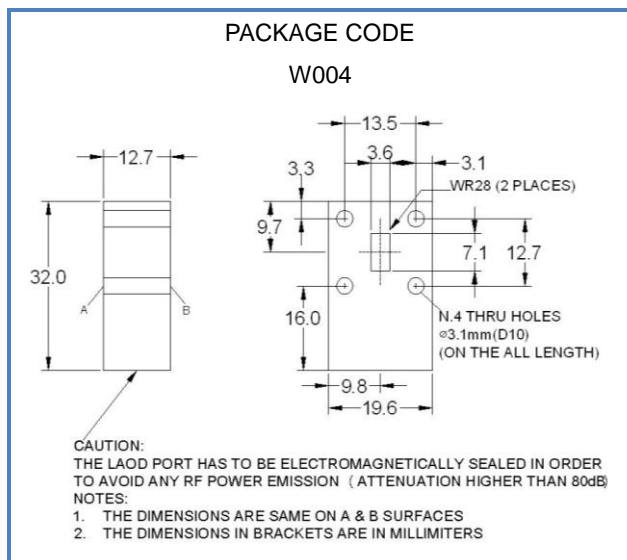 PACKAGE CODE
W004
13.5
12.7
3.6
3.3
3.1
WR28 (2 PLACES)
9.7
7.1
12.7
32.0
A
B
16.0
N.4 THRU HOLES
⌀3.1mm(D10)
(ON THE ALL LENGTH)
9.8
19.6
CAUTION:
THE LAOD PORT HAS TO BE ELECTROMAGNETICALLY SEALED IN ORDER
TO AVOID ANY RF POWER EMISSION ( ATTENUATION HIGHER THAN 80dB)
NOTES:
1. THE DIMENSIONS ARE SAME ON A & B SURFACES
2. THE DIMENSIONS IN BRACKETS ARE IN MILLIMITERS